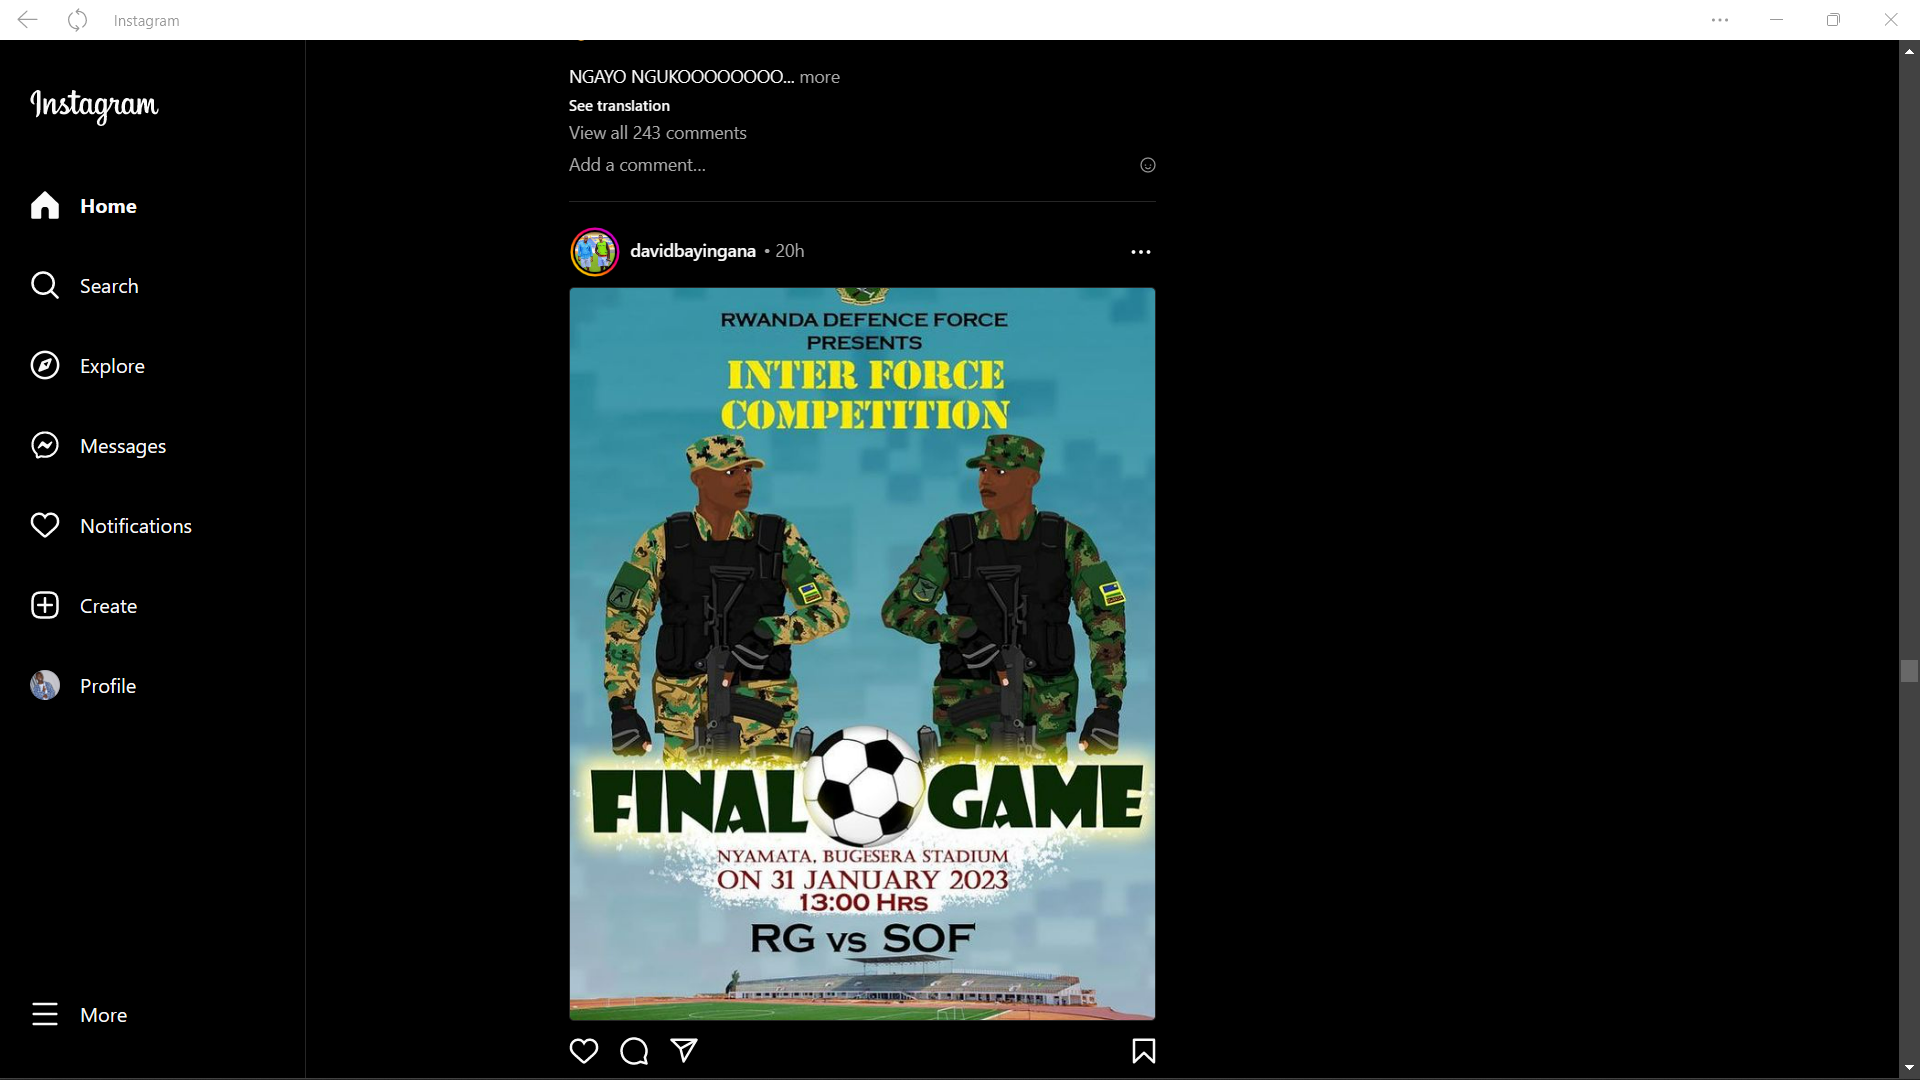 Instagram
Instagram
Home
Search
Explore
Messages
Notifications
Create
Profile
More
NGAYO NGUKOOOOOOOO... more
See translation
View all 243 comments
Add a comment...
davidbayingana • 20h
RWANDA DEFENCE FORCE
PRESENTS
INTER FORCE
COMPETITION
FINAL GAME
NYAMATA, BUGESERA STADIUM
ON 31 JANUARY 2023
13:00 HRS
RG VS SOF